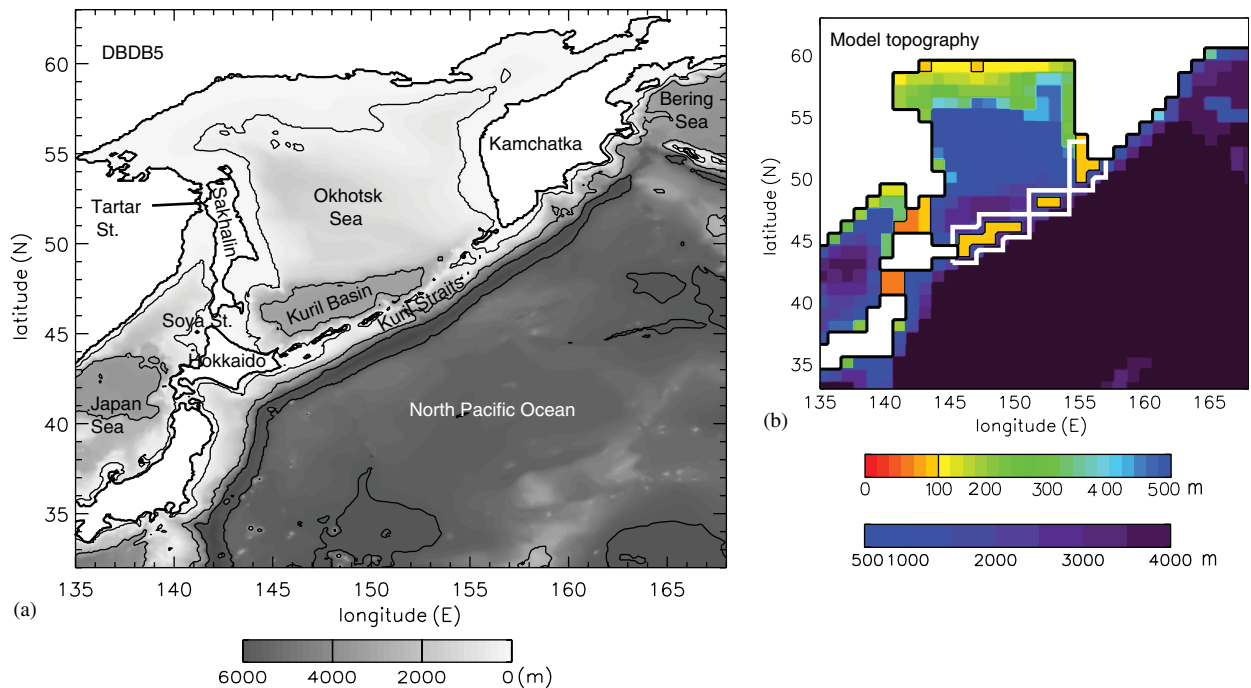 DBDB5
60
55
50
45
40
35
latitude (N)
Bering
Sea
Kamchatka
Okhotsk
Sea
Tartar
St.
Sakhalin
Kuril Basin
Kuril Straits
Soya St.
Hokkaido
Japan
Sea
North Pacific Ocean
135 140 145 150 155 160 165
longitude (E)
(a)
6000 4000 2000 0 (m)
Model topography
60
55
50
45
40
35
latitude (N)
135 140 145 150 155 160 165
longitude (E)
(b)
0 100 200 300 400 500 m
500 1000 2000 3000 4000 m